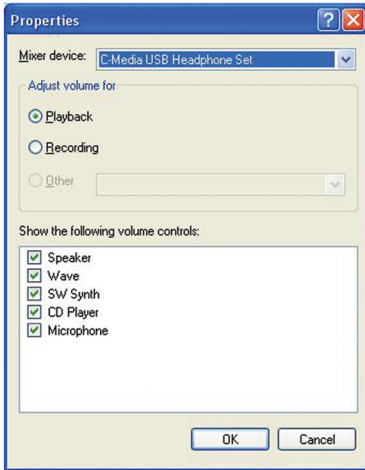 Properties
Mixer device: C-Media USB Headphone Set
Adjust volume for
Playback
Recording
Other
Show the following volume controls:
Speaker
Wave
SW Synth
CD Player
Microphone
OK Cancel